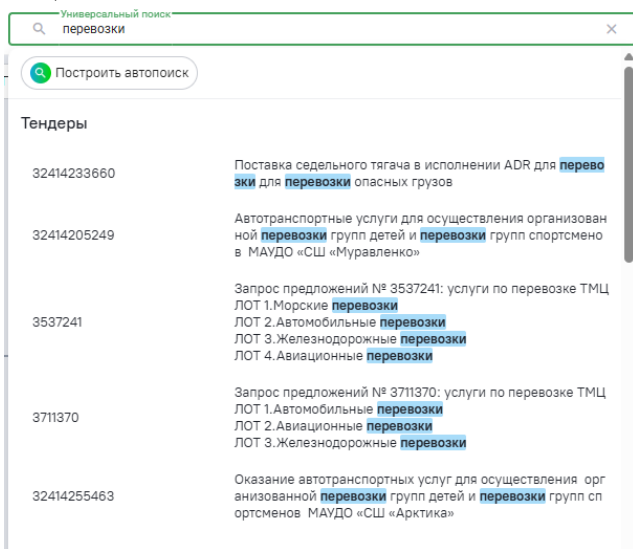 Универсальный поиск
перевозки
Построить автопоиск
Тендеры
32414233660
Поставка седельного тягача в исполнении ADR для перево
зки для перевозки опасных грузов
32414205249
Автотранспортные услуги для осуществления организован
ной перевозки групп детей и перевозки групп спортсмено
в МАУДО «СШ «Муравленко»
3537241
Запрос предложений № 3537241: услуги по перевозке ТМЦ
ЛОТ 1.Морские перевозки
ЛОТ 2.Автомобильные перевозки
ЛОТ 3.Железнодорожные перевозки
ЛОТ 4.Авиационные перевозки
3711370
Запрос предложений № 3711370: услуги по перевозке ТМЦ
ЛОТ 1.Автомобильные перевозки
ЛОТ 2.Авиационные перевозки
ЛОТ 3.Железнодорожные перевозки
32414255463
Оказание автотранспортных услуг для осуществления орг
анизованной перевозки групп детей и перевозки групп сп
ортсменов МАУДО «СШ «Арктика»